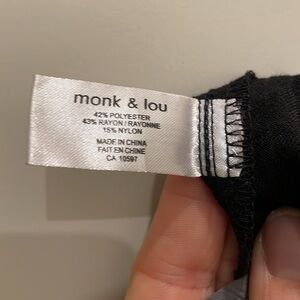 monk & lou
42% POLYESTER
43% RAYON / RAYONNE
15% NYLON
MADE IN CHINA
FAIT EN CHINE
CA 10597